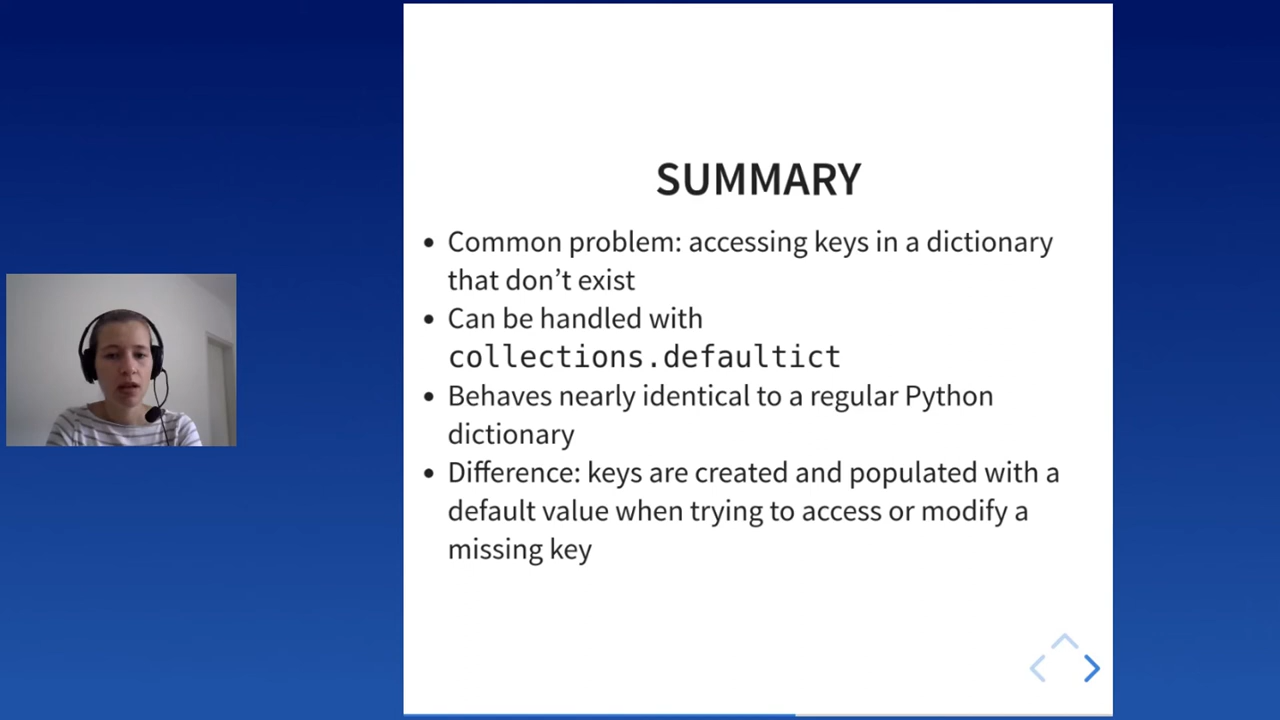 SUMMARY
• Common problem: accessing keys in a dictionary
that don’t exist
• Can be handled with
collections.defaultict
• Behaves nearly identical to a regular Python
dictionary
• Difference: keys are created and populated with a
default value when trying to access or modify a
missing key